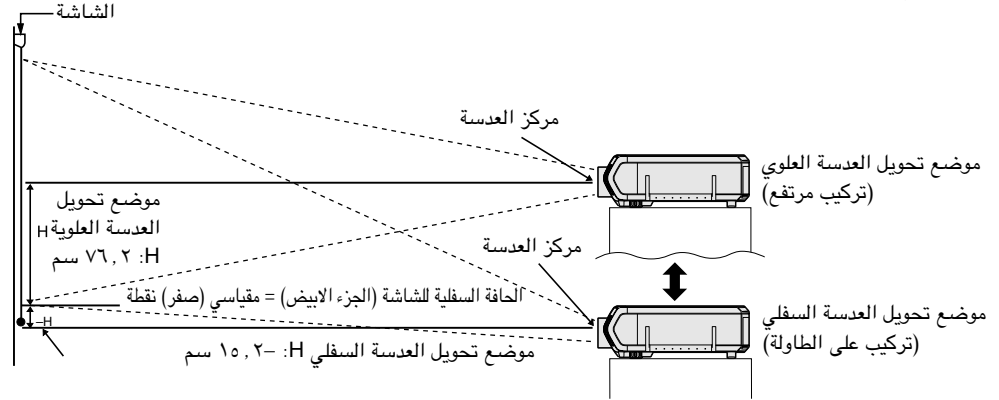 الشاشة
مركز العدسة
موضع تحويل العدسة العلوي
(تركيب مرتفع)
موضع تحويل
العدسة العلوية
H
H: ٧٦,٢ سم
مركز العدسة
الحافة السفلية للشاشة (الجزء الابيض) = مقياسي (صفر) نقطة
موضع تحويل العدسة السفلي
(تركيب على الطاولة)
–H
موضع تحويل العدسة السفلي H: –١٥,٢ سم